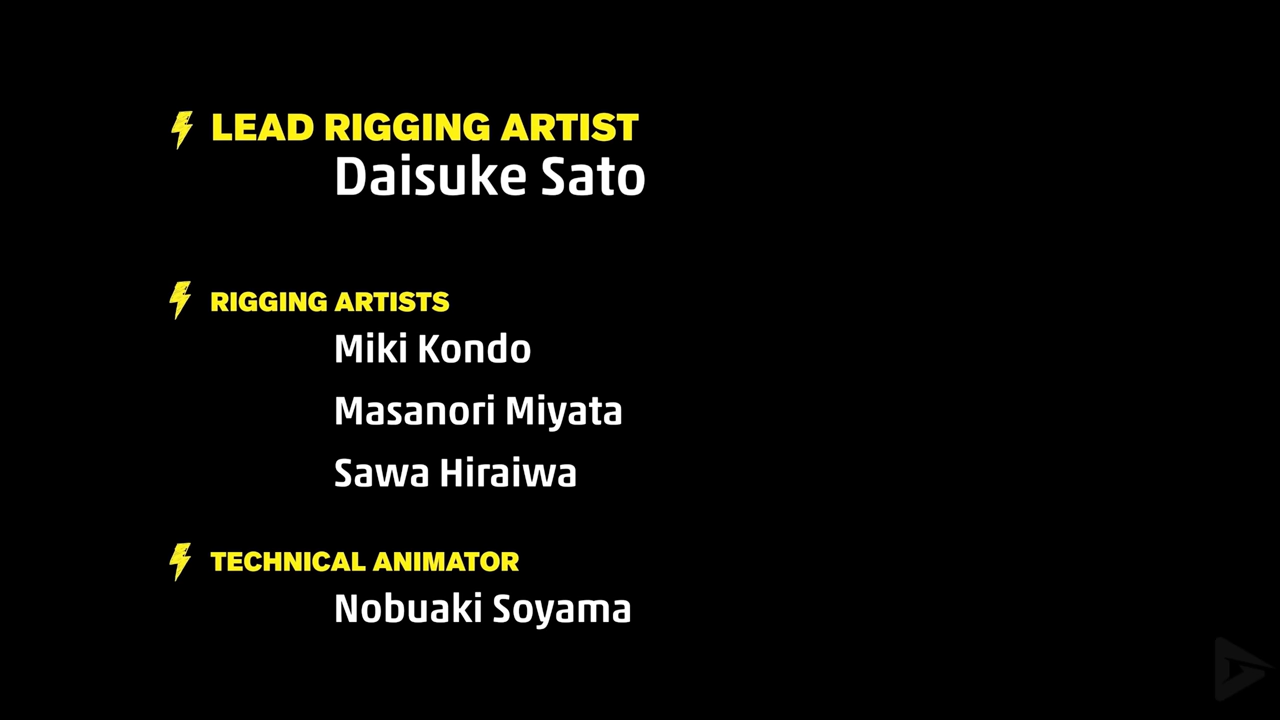 LEAD RIGGING ARTIST
Daisuke Sato
RIGGING ARTISTS
Miki Kondo
Masanori Miyata
Sawa Hiraiwa
TECHNICAL ANIMATOR
Nobuaki Soyama